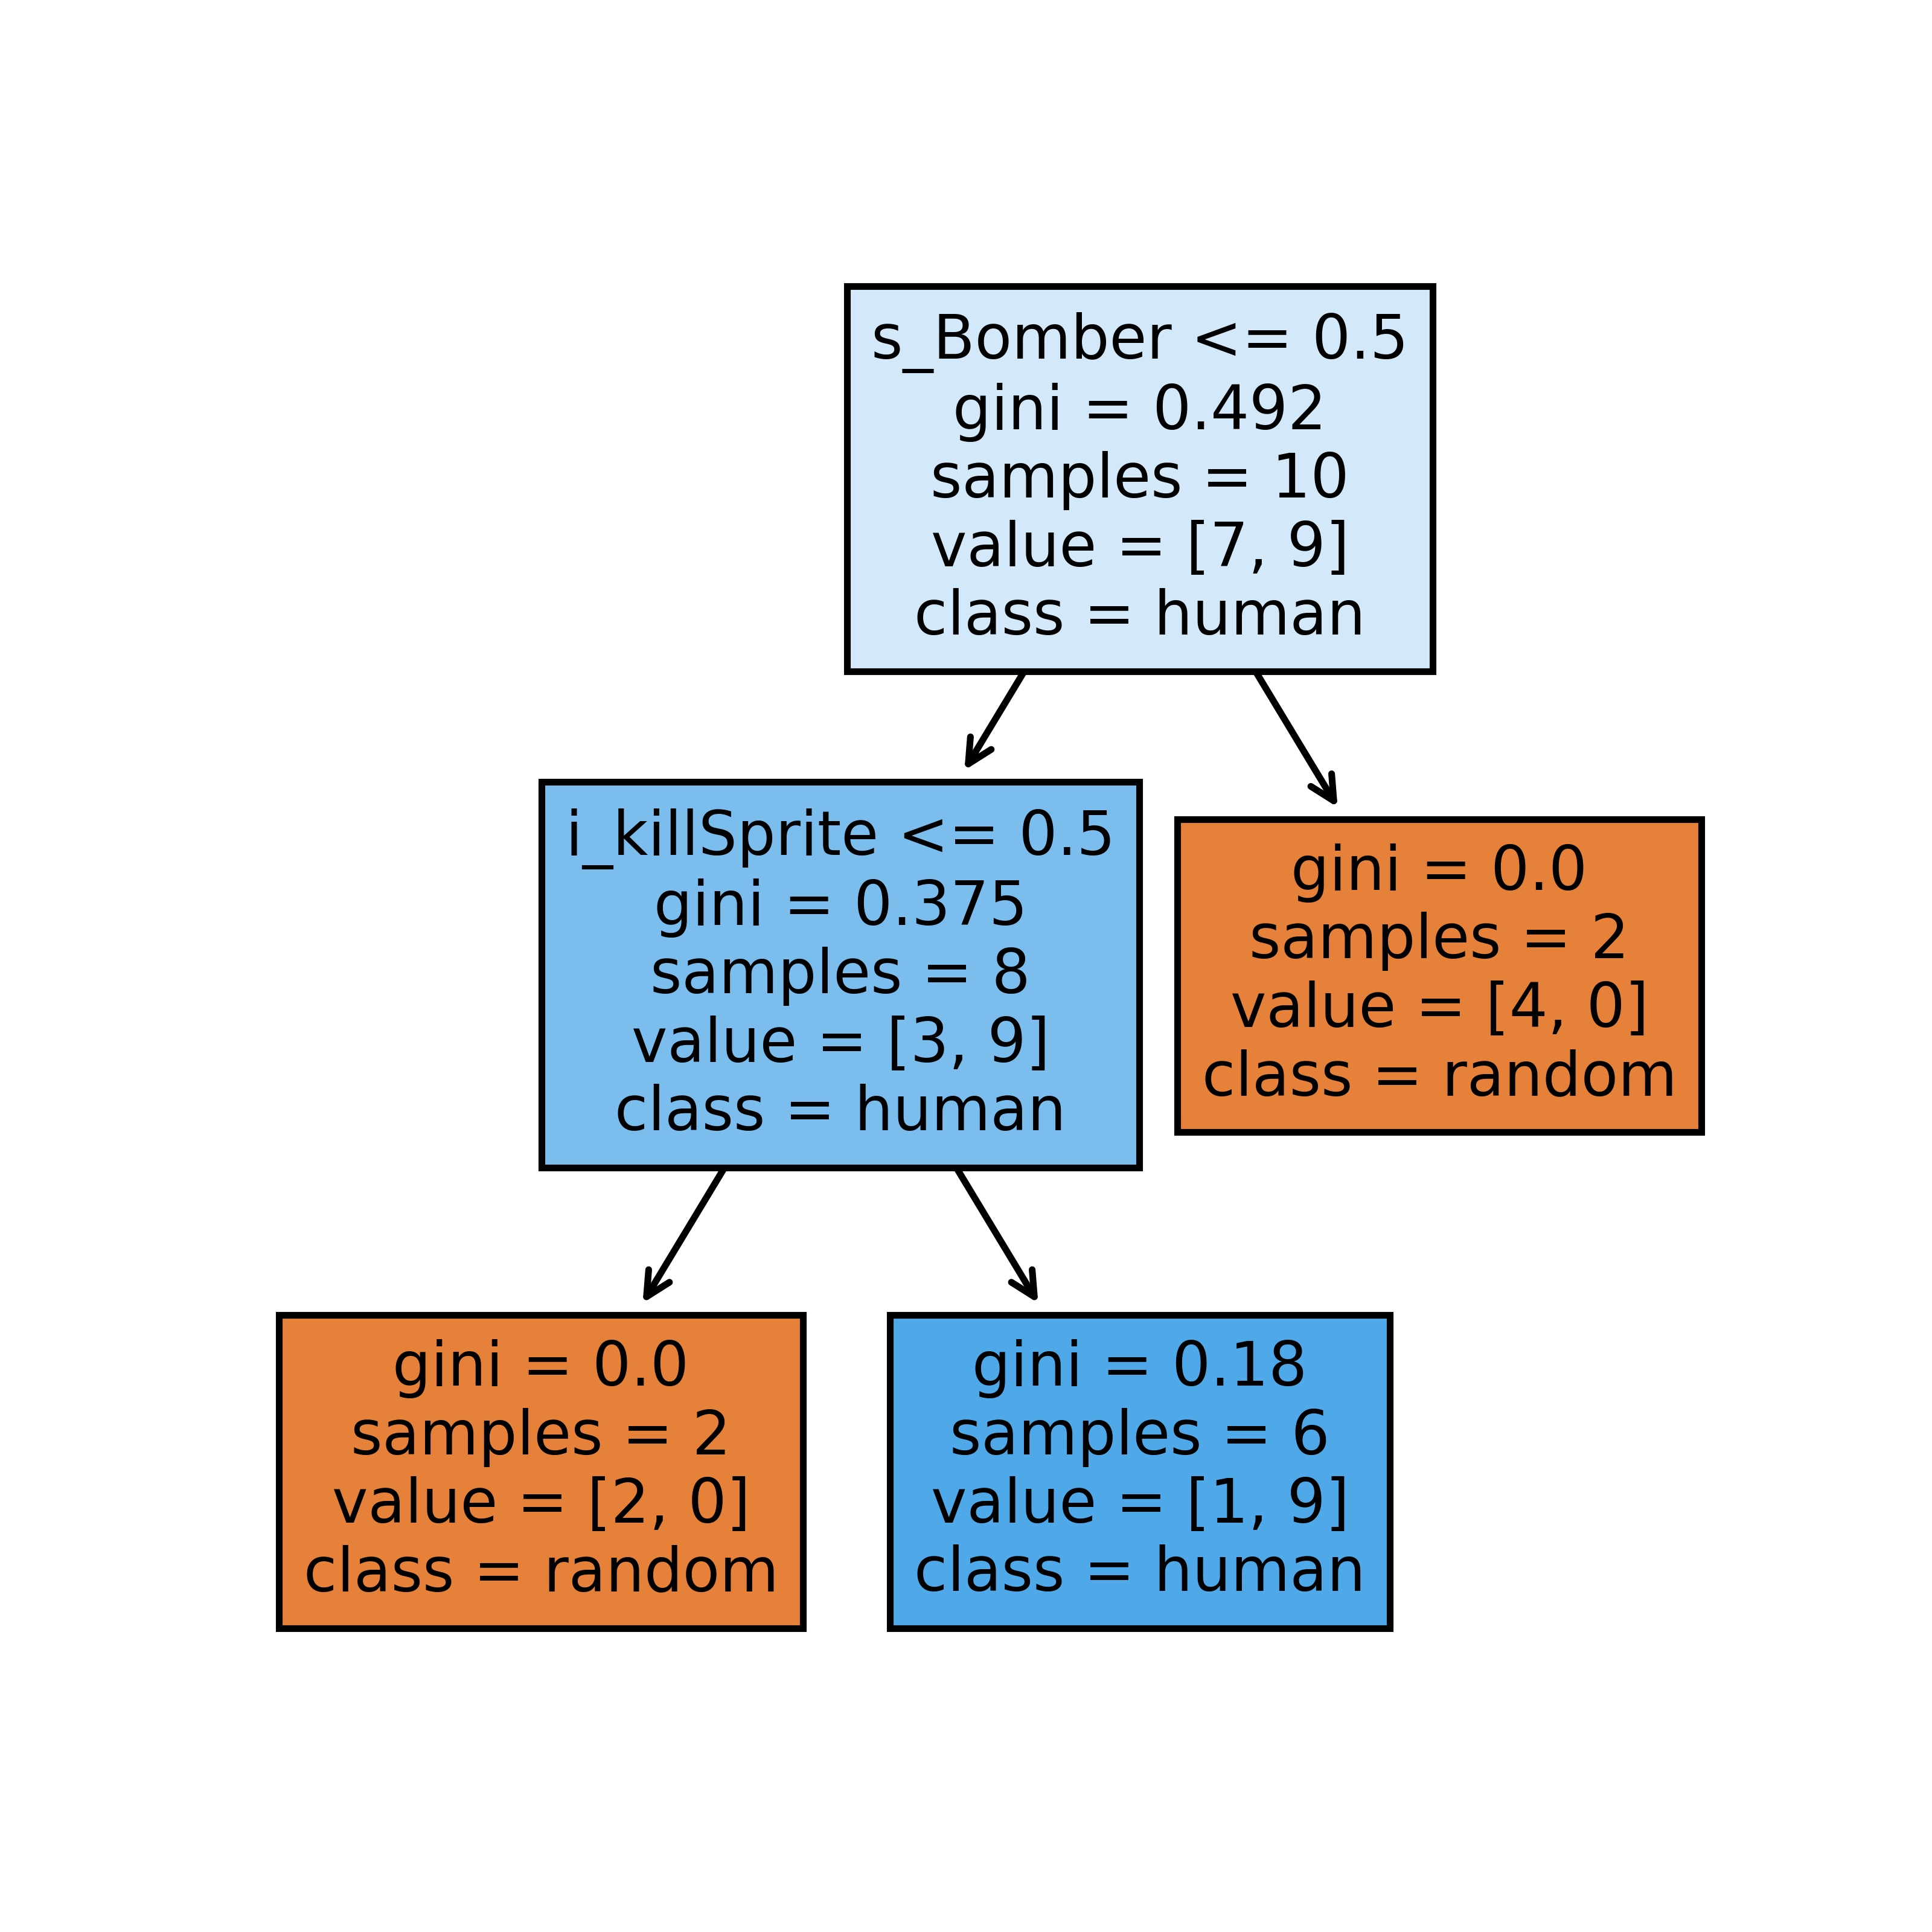 s_Bomber <= 0.5
gini = 0.492
samples = 10
value = [7, 9]
class = human
i_killSprite <= 0.5
gini = 0.375
samples = 8
value = [3, 9]
class = human
gini = 0.0
samples = 2
value = [4, 0]
class = random
gini = 0.0
samples = 2
value = [2, 0]
class = random
gini = 0.18
samples = 6
value = [1, 9]
class = human